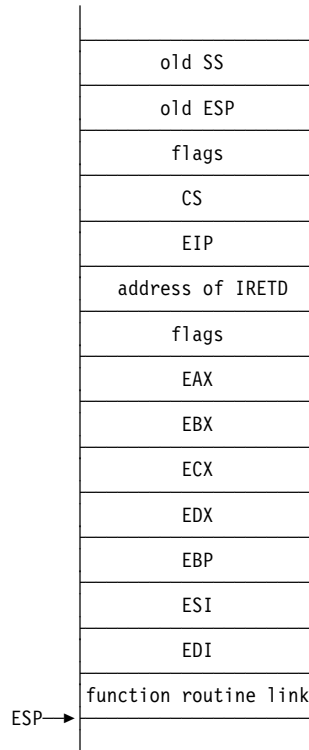 old SS
old ESP
flags
CS
EIP
address of IRETD
flags
EAX
EBX
ECX
EDX
EBP
ESI
EDI
function routine link
ESP